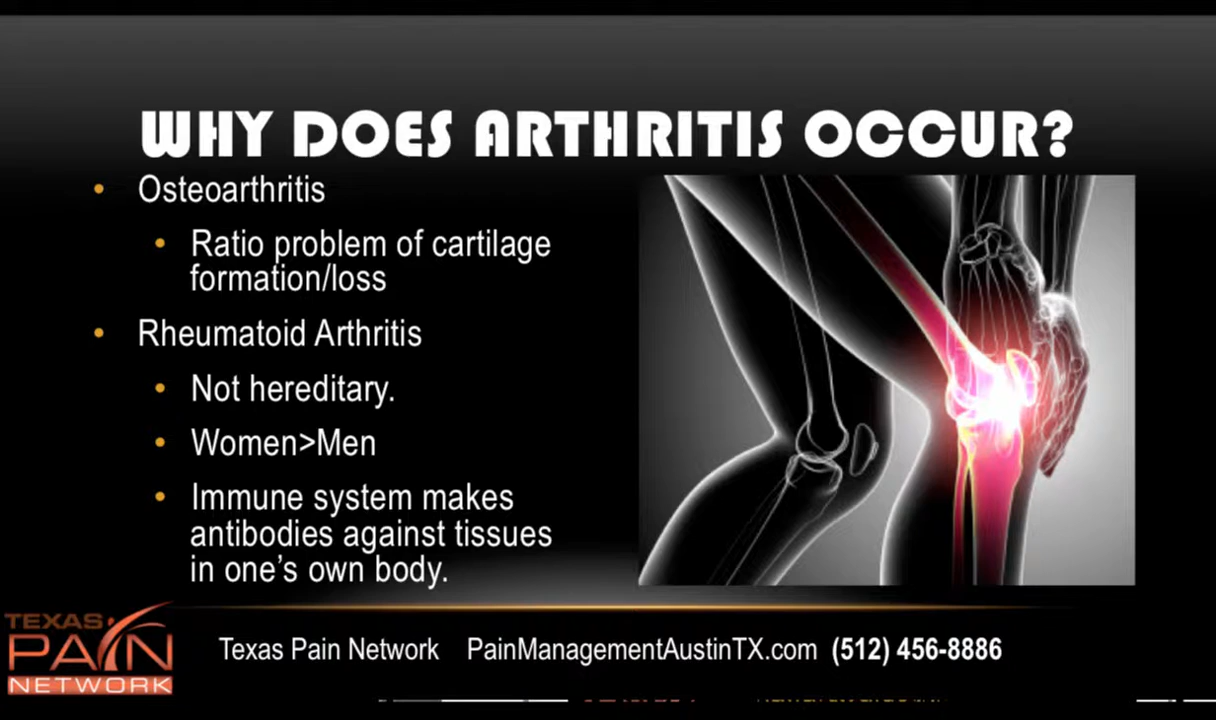 WHY DOES ARTHRITIS OCCUR?
• Osteoarthritis
• Ratio problem of cartilage
formation/loss
• Rheumatoid Arthritis
• Not hereditary.
• Women>Men
• Immune system makes
antibodies against tissues
in one's own body.
TEXAS
PAIN
NETWORK
Texas Pain Network PainManagementAustinTX.com (512) 456-8886